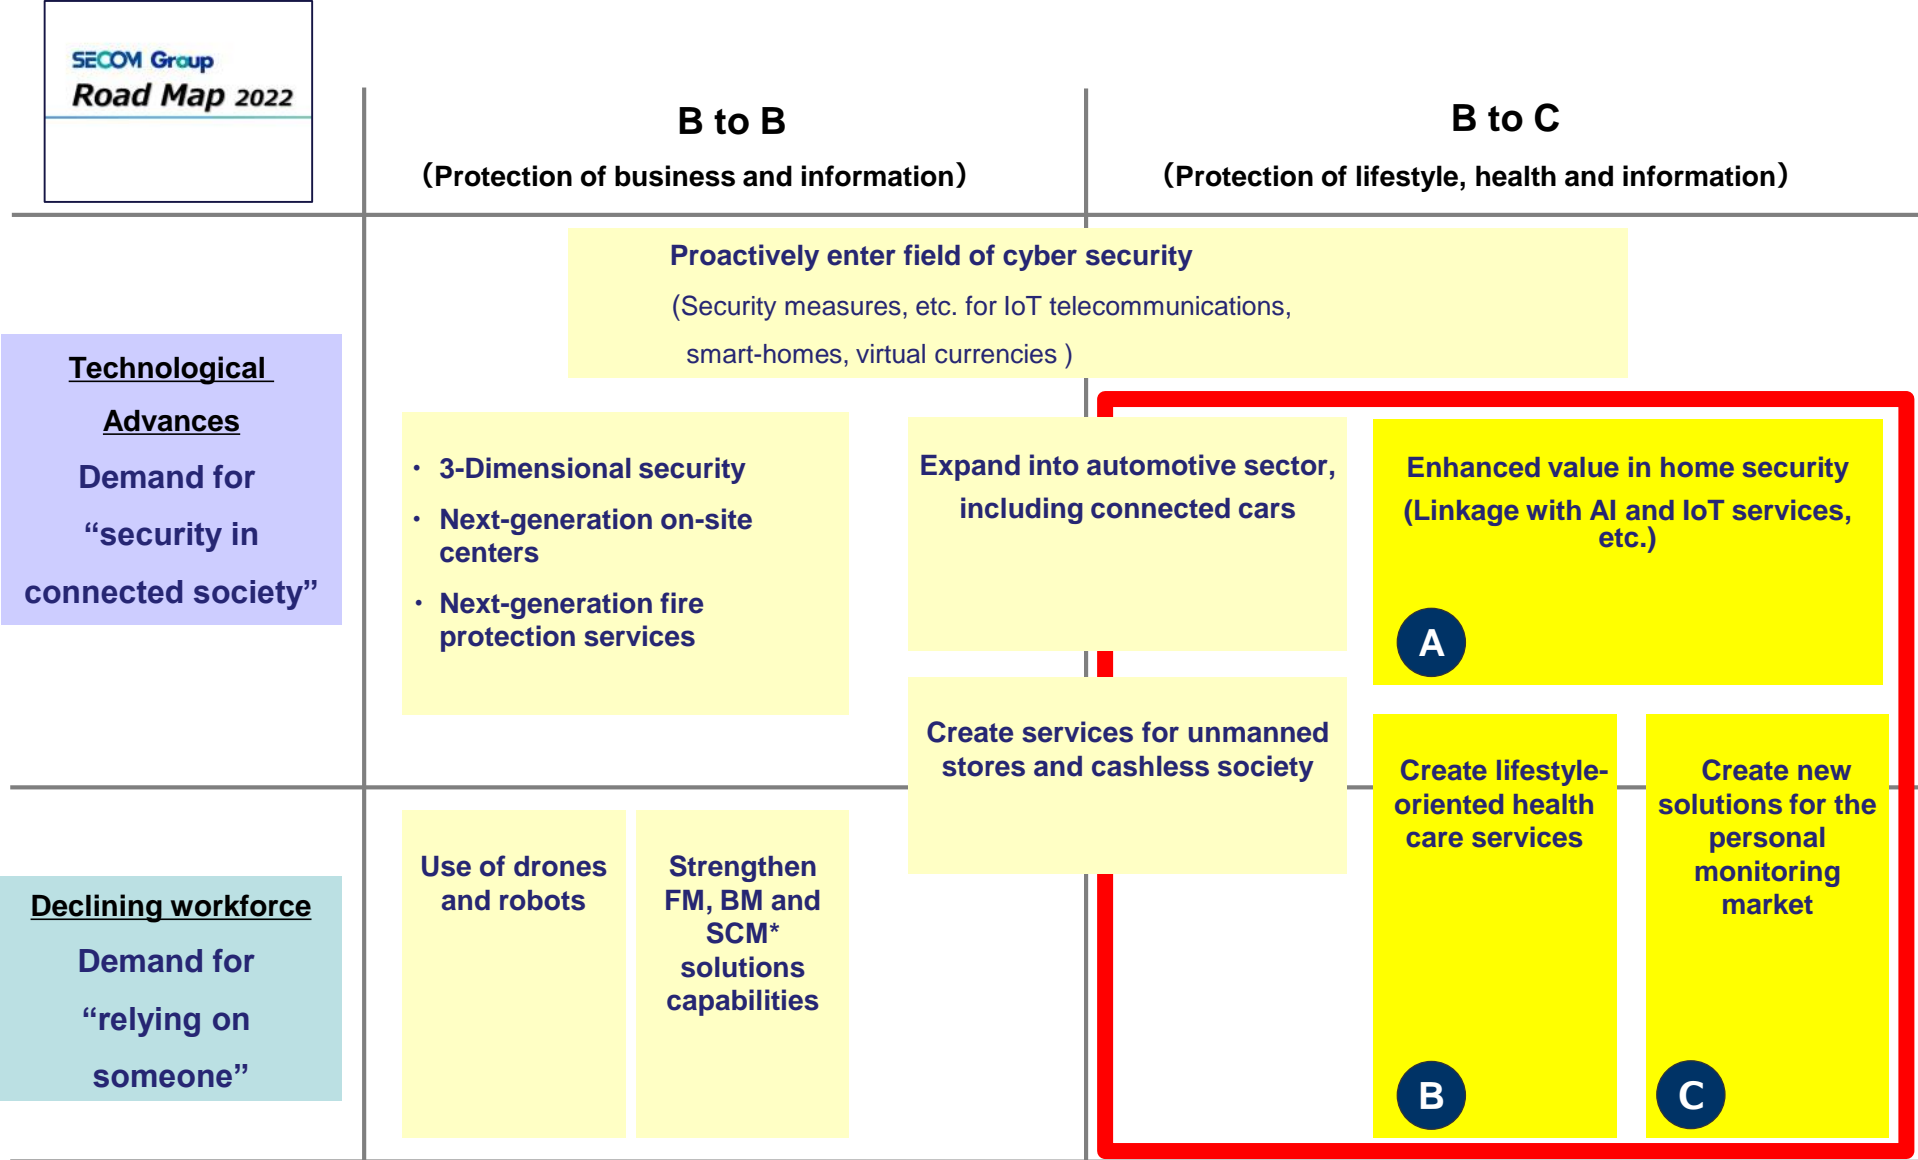 SECOM Group
Road Map 2022
B to B
（Protection of business and information）
B to C
（Protection of lifestyle, health and information）
Technological
Advances
Demand for
“security in
connected society”
Proactively enter field of cyber security
(Security measures, etc. for IoT telecommunications,
smart-homes, virtual currencies )
・ 3-Dimensional security
・ Next-generation on-site
centers
・ Next-generation fire
protection services
Expand into automotive sector,
including connected cars
Enhanced value in home security
(Linkage with AI and IoT services,
etc.)
A
Create services for unmanned
stores and cashless society
Create lifestyle-
oriented health
care services
B
Create new
solutions for the
personal
monitoring
market
C
Declining workforce
Demand for
“relying on
someone”
Use of drones
and robots
Strengthen
FM, BM and
SCM*
solutions
capabilities